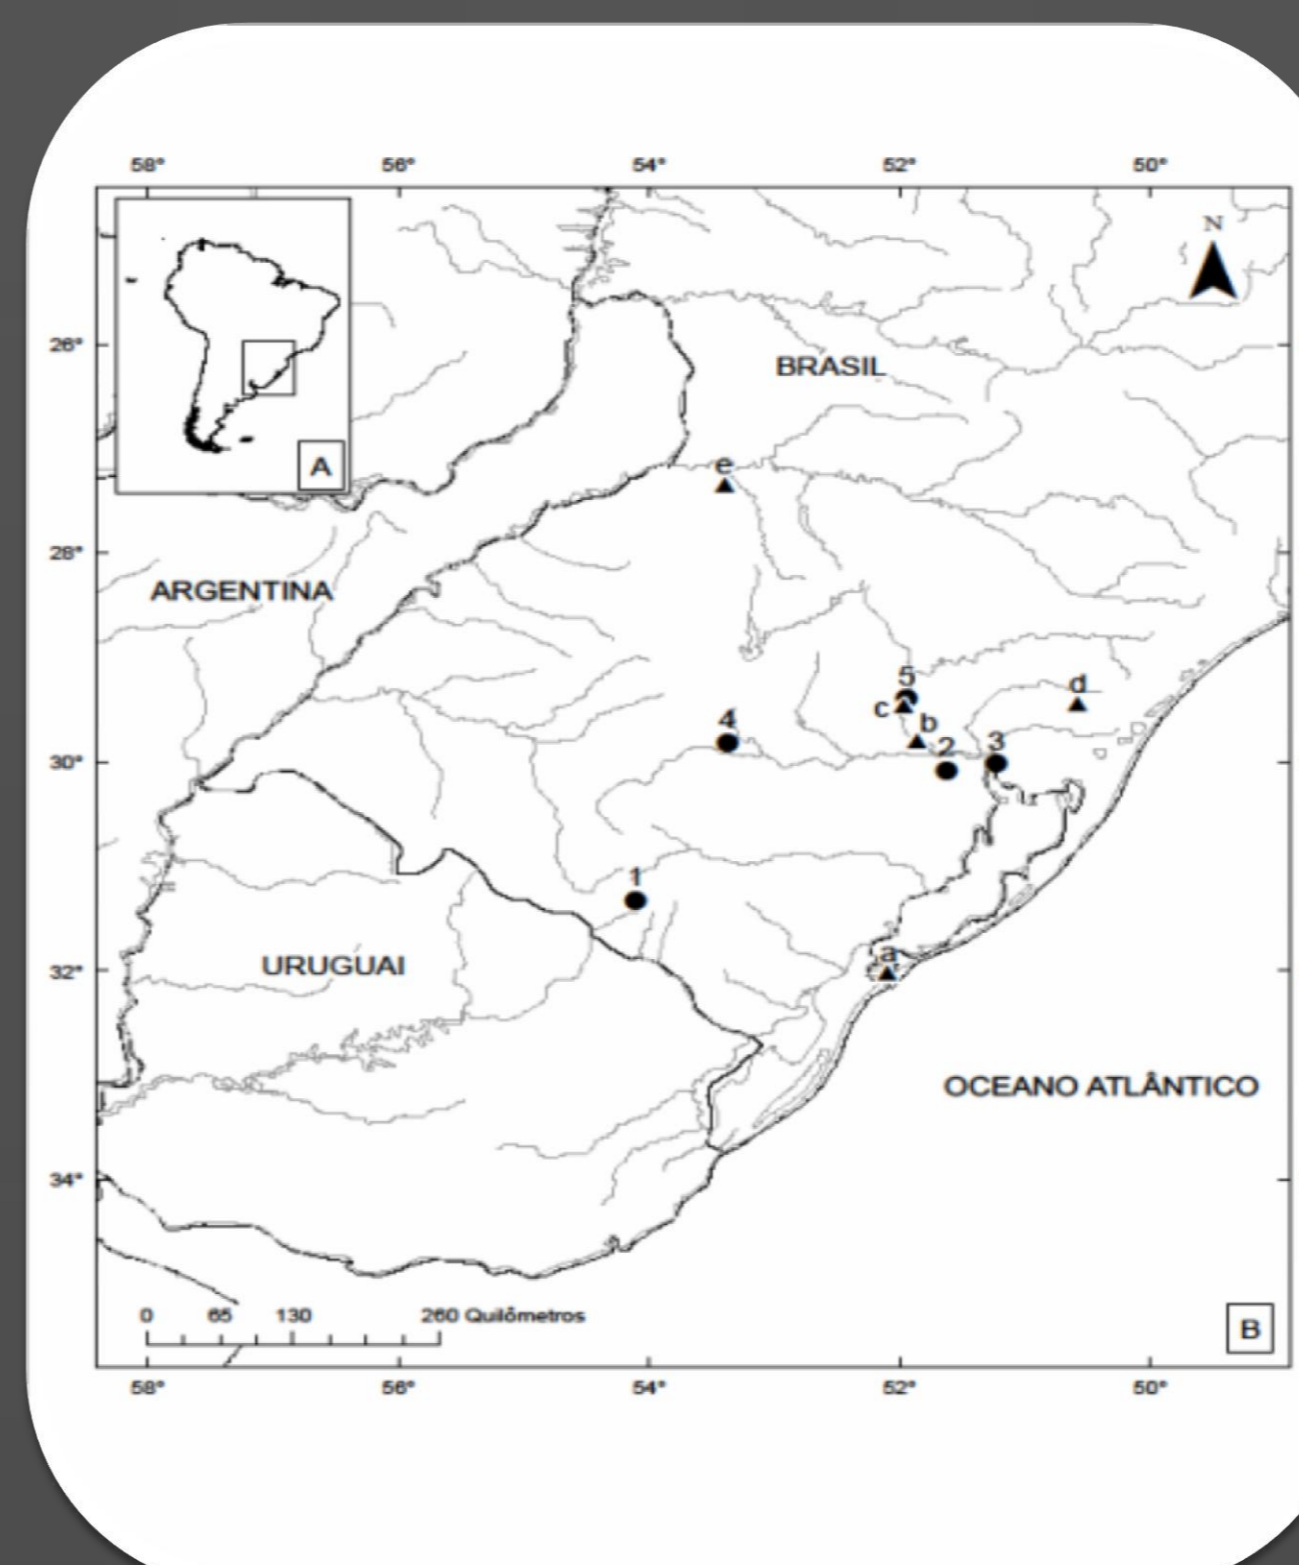 58° 56° 54° 52° 50°
N
26°
BRASIL
A
e
28°
ARGENTINA
5
d
c
b
4
2
3
30°
1
URUGUAI
a
32°
OCEANO ATLÂNTICO
34°
0 65 130 260 Quilômetros
B
58° 56° 54° 52° 50°